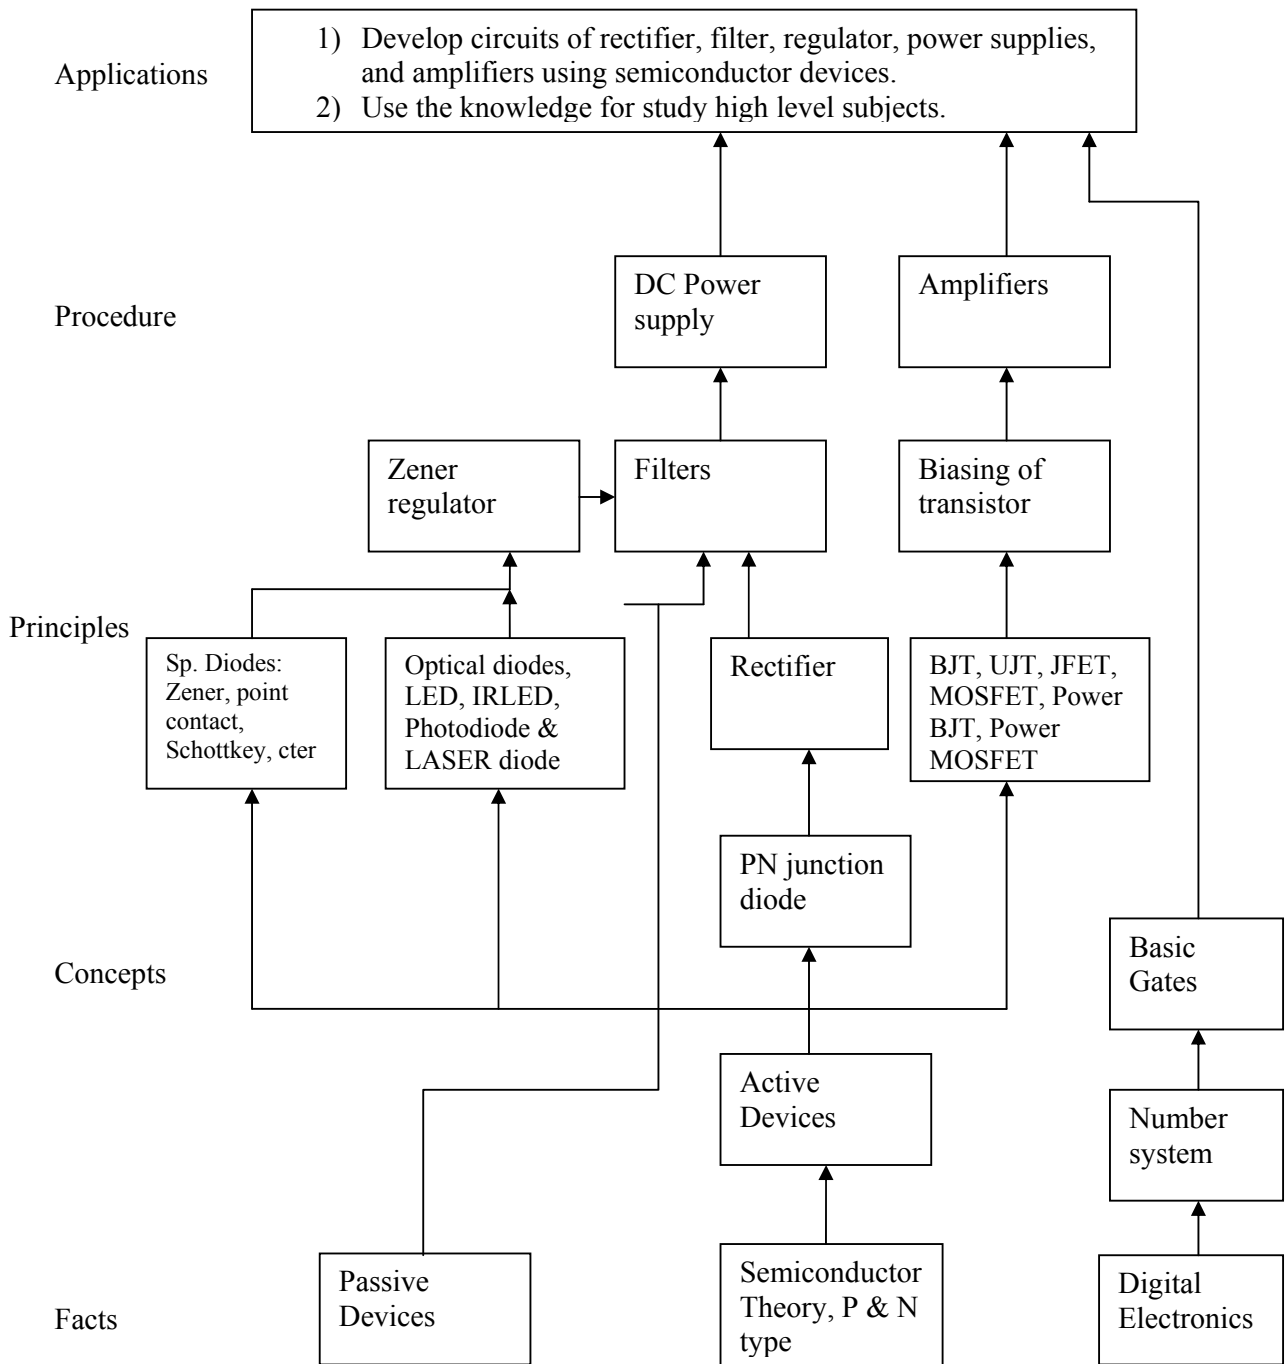 1) Develop circuits of rectifier, filter, regulator, power supplies,
and amplifiers using semiconductor devices.
2) Use the knowledge for study high level subjects.
Applications
DC Power
supply
Amplifiers
Procedure
Zener
regulator
Filters
Biasing of
transistor
Principles
Sp. Diodes:
Zener, point
contact,
Schottkey, cter
Optical diodes,
LED, IRLED,
Photodiode &
LASER diode
Rectifier
BJT, UJT, JFET,
MOSFET, Power
BJT, Power
MOSFET
PN junction
diode
Concepts
Basic
Gates
Active
Devices
Number
system
Facts
Passive
Devices
Semiconductor
Theory, P & N
type
Digital
Electronics